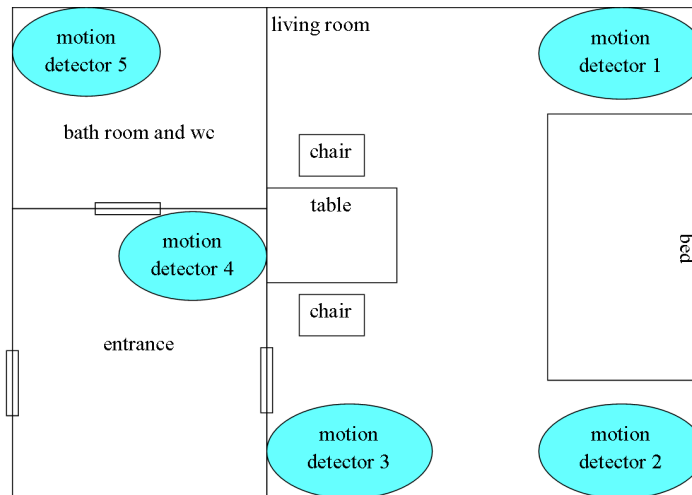 motion
detector 5
living room
motion
detector 1
bath room and wc
chair
table
motion
detector 4
bed
chair
entrance
motion
detector 3
motion
detector 2